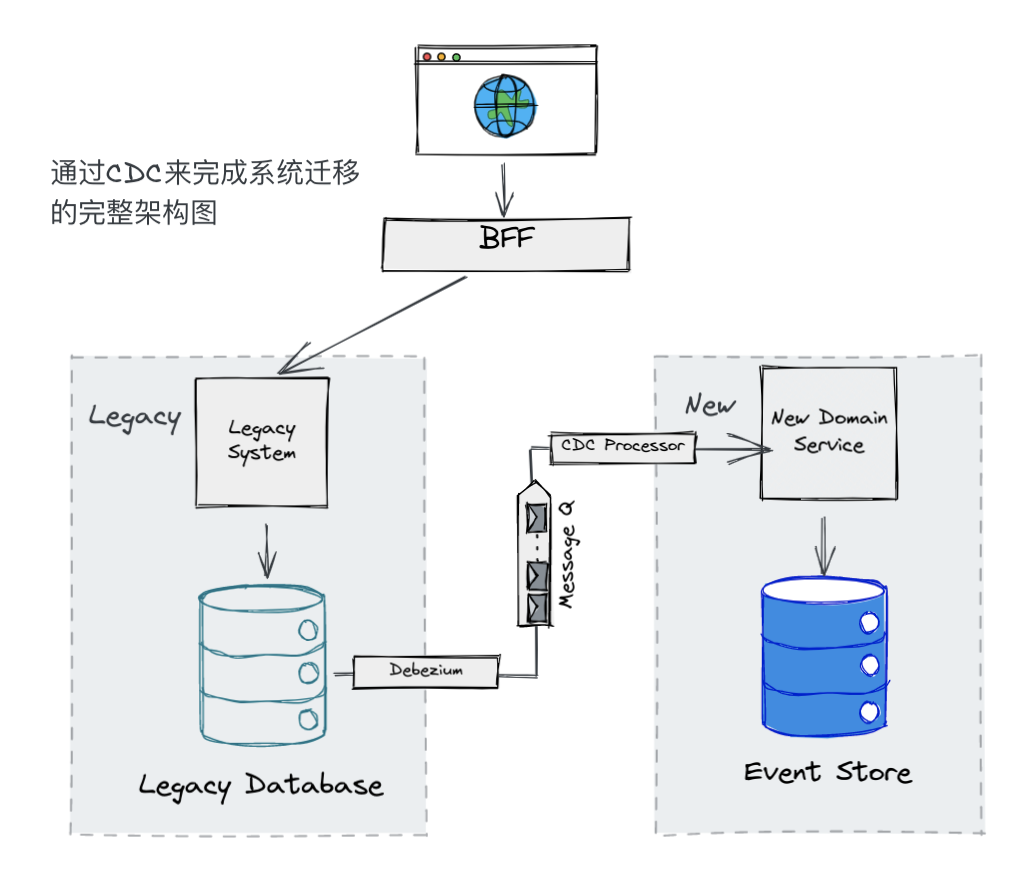 通过CDC来完成系统迁移
的完整架构图
BFF
Legacy
Legacy
System
Legacy Database
Debezium
Message Q
CDC Processor
New
New Domain
Service
Event Store